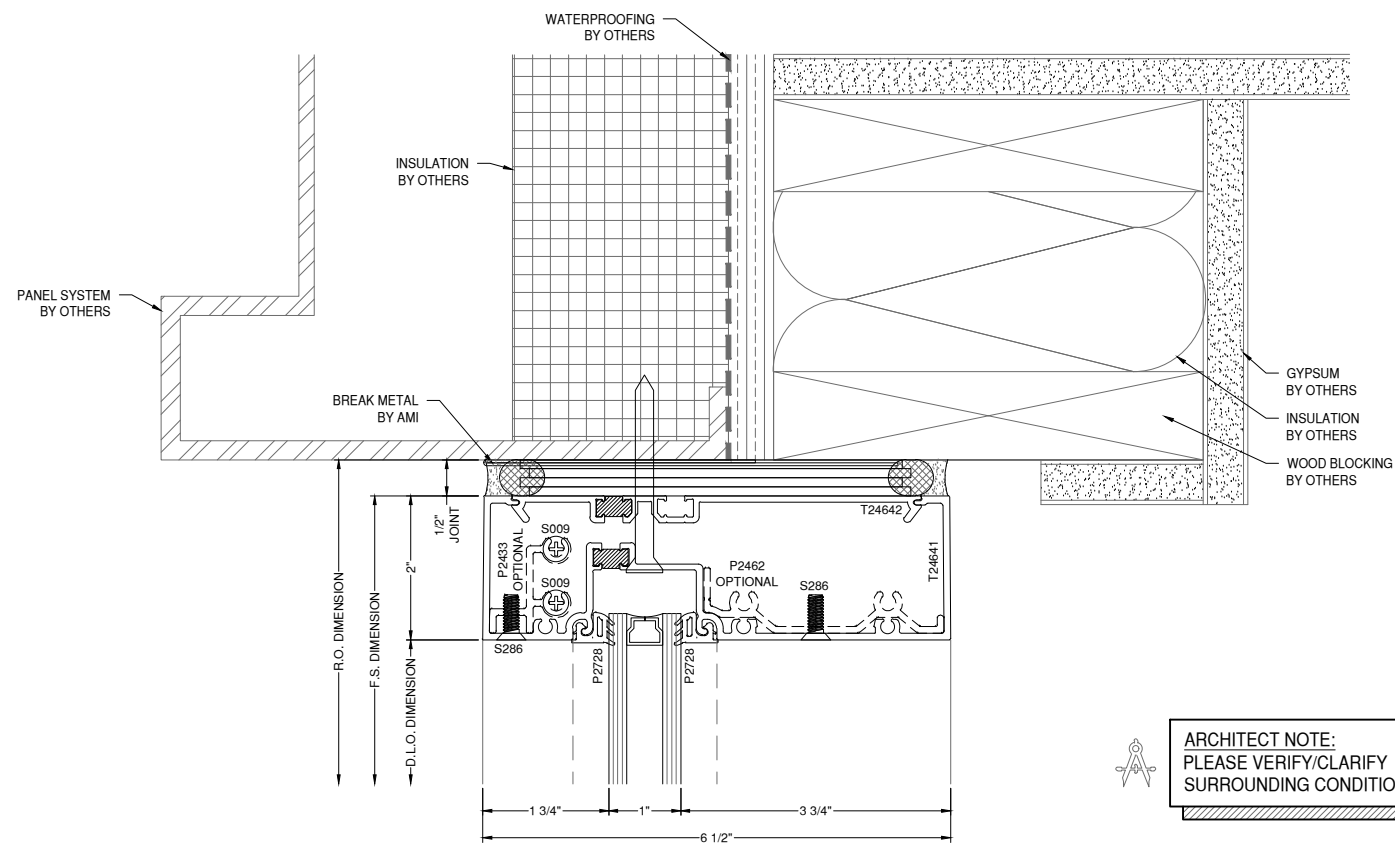 WATERPROOFING
BY OTHERS
INSULATION
BY OTHERS
PANEL SYSTEM
BY OTHERS
BREAK METAL
BY AMI
GYPSUM
BY OTHERS
INSULATION
BY OTHERS
WOOD BLOCKING
BY OTHERS
1/2"
JOINT
2"
R.O. DIMENSION
F.S. DIMENSION
D.L.O. DIMENSION
P2433
OPTIONAL
S009
S009
S286
P2728
P2728
P2462
OPTIONAL
S286
T24642
T24641
1 3/4"
1"
3 3/4"
6 1/2"
ARCHITECT NOTE:
PLEASE VERIFY/CLARIFY
SURROUNDING CONDITIO